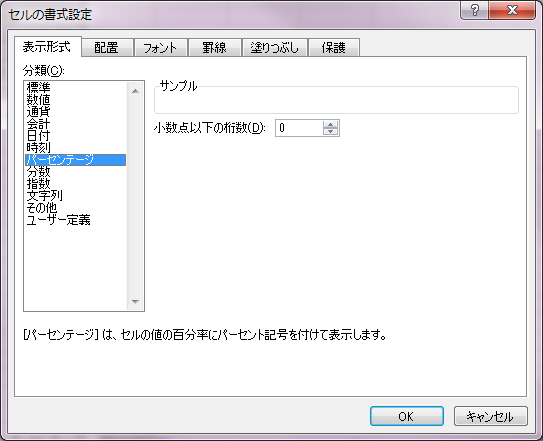 セルの書式設定
表示形式 配置 フォント 罫線 塗りつぶし 保護
分類(C):
標準
数値
通貨
会計
日付
時刻
パーセンテージ
分数
指数
文字列
その他
ユーザー定義
サンプル
小数点以下の桁数(D): 0
[パーセンテージ] は、セルの値の百分率にパーセント記号を付けて表示します。
OK キャンセル